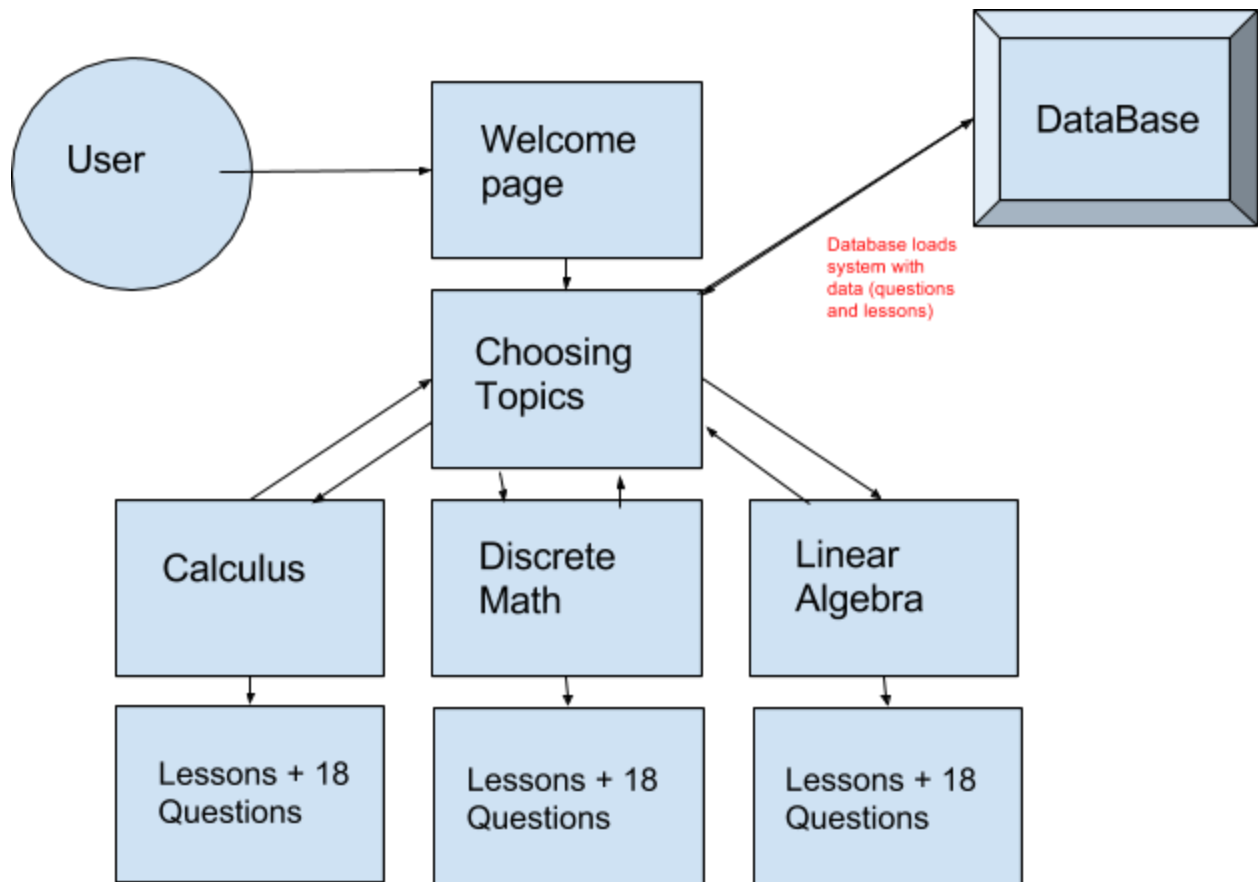 User
Welcome
page
DataBase
Database loads
system with
data (questions
and lessons)
Choosing
Topics
Calculus
Discrete
Math
Linear
Algebra
Lessons + 18
Questions
Lessons + 18
Questions
Lessons + 18
Questions